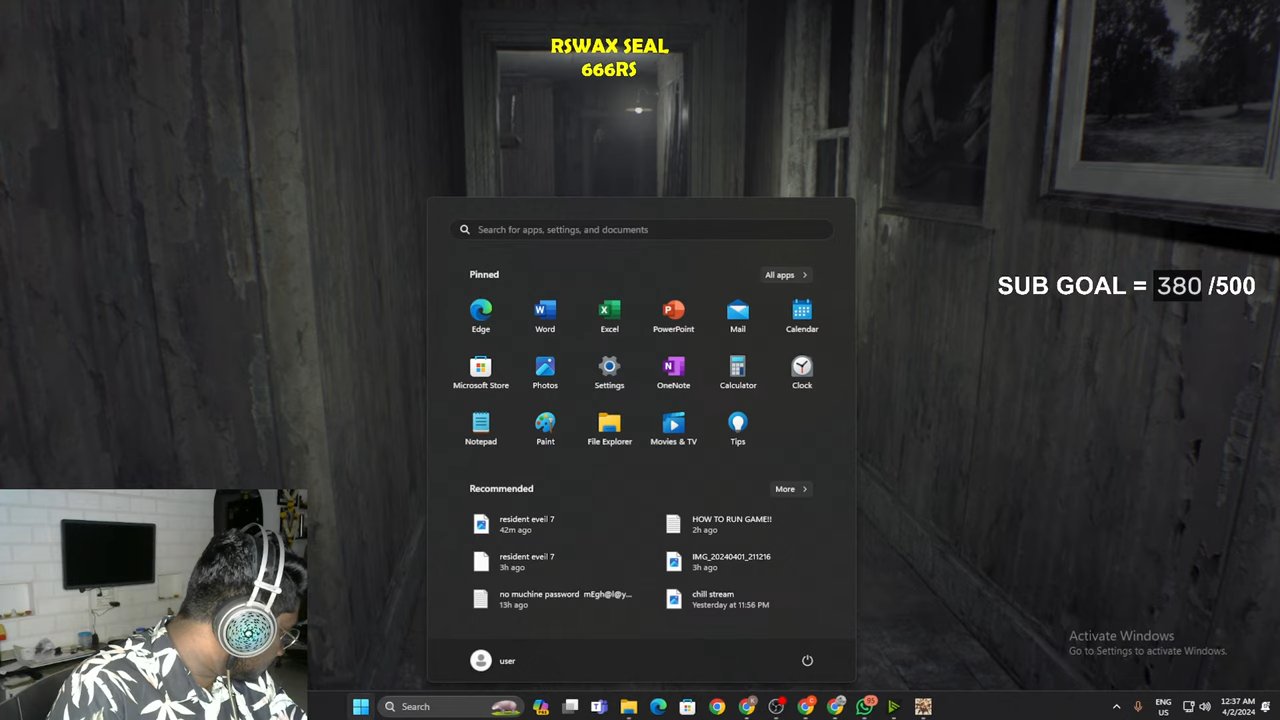 RSWAX SEAL
666RS
Search for apps, settings, and documents
Pinned
All apps
Edge
Word
Excel
PowerPoint
Mail
Calendar
Microsoft Store
Photos
Settings
OneNote
Calculator
Clock
Notepad
Paint
File Explorer
Movies & TV
Tips
SUB GOAL = 380 /500
Recommended
More
resident eveil 7
42m ago
HOW TO RUN GAME!!
2h ago
resident eveil 7
3h ago
IMG_20240401_211216
3h ago
no muchine password mEgh@l@y...
13h ago
chill stream
Yesterday at 11:56 PM
user
Activate Windows
Go to Settings to activate Windows.
Search
ENG
US
12:37 AM
4/2/2024